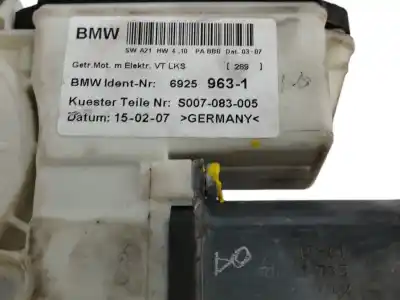 BMW
SW A21 HW 4.10 PA BB0 Dat. 03-07
Getr.Mot. m Elektr. VT LKS [ 289 ]
BMW Ident-Nr: 6925 963-1
Kuester Teile Nr: S007-083-005
Datum: 15-02-07 >GERMANY<